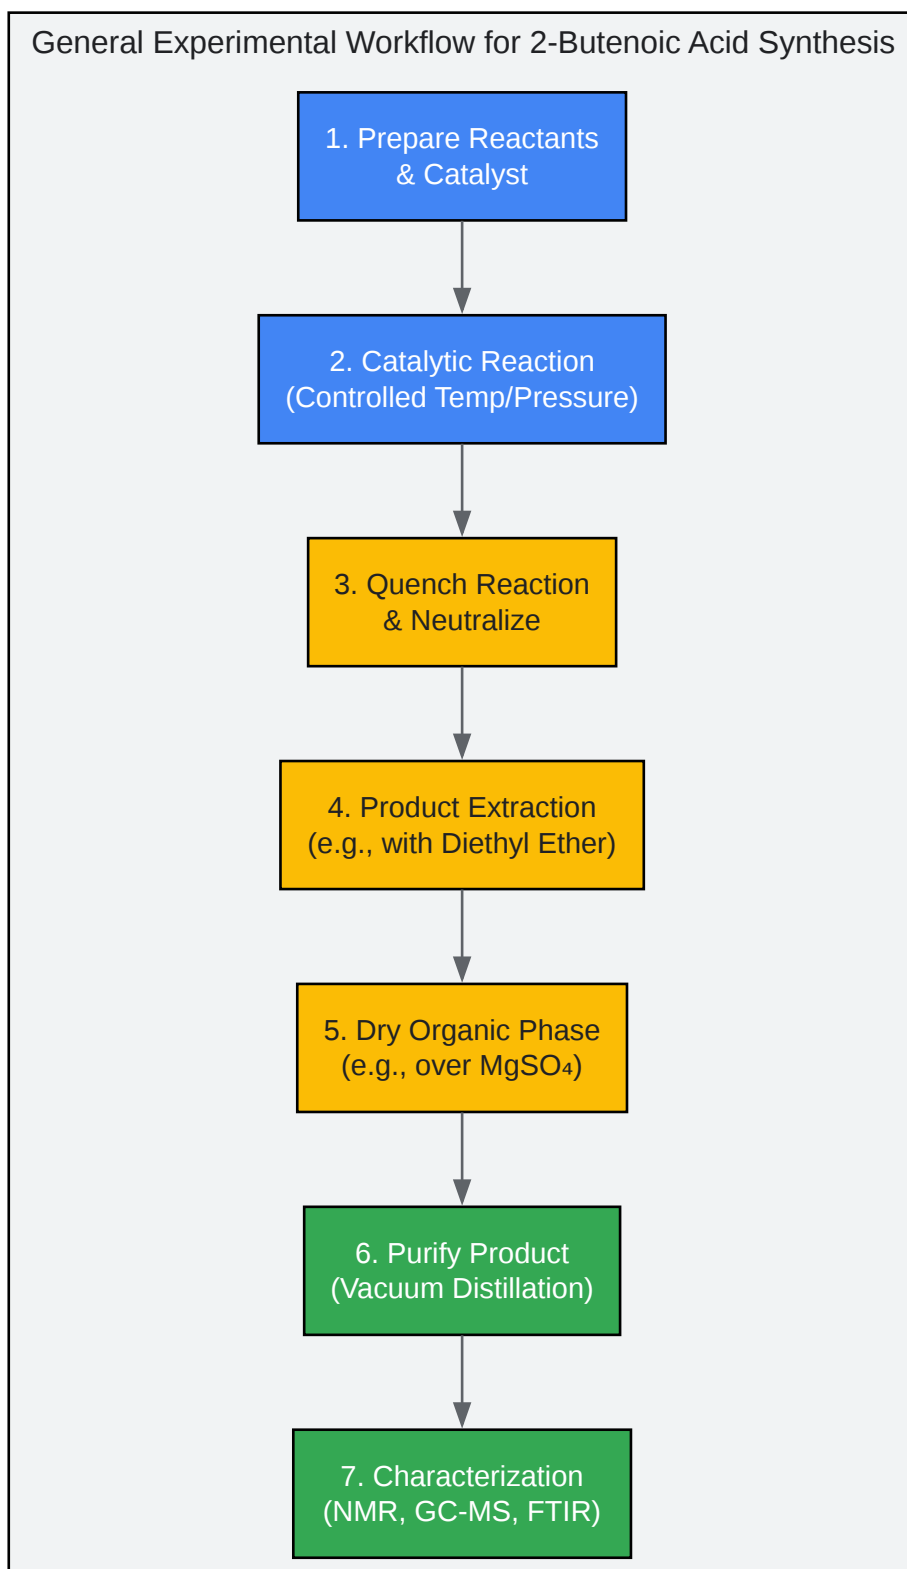 General Experimental Workflow for 2-Butenoic Acid Synthesis
1. Prepare Reactants
& Catalyst
2. Catalytic Reaction
(Controlled Temp/Pressure)
3. Quench Reaction
& Neutralize
4. Product Extraction
(e.g., with Diethyl Ether)
5. Dry Organic Phase
(e.g., over MgSO₄)
6. Purify Product
(Vacuum Distillation)
7. Characterization
(NMR, GC-MS, FTIR)